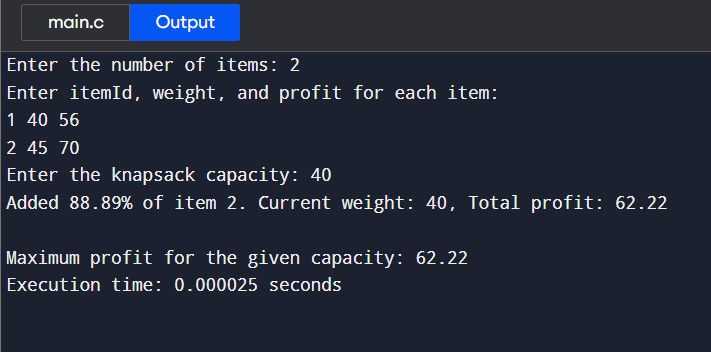 main.c Output
Enter the number of items: 2
Enter itemId, weight, and profit for each item:
1 40 56
2 45 70
Enter the knapsack capacity: 40
Added 88.89% of item 2. Current weight: 40, Total profit: 62.22
Maximum profit for the given capacity: 62.22
Execution time: 0.000025 seconds